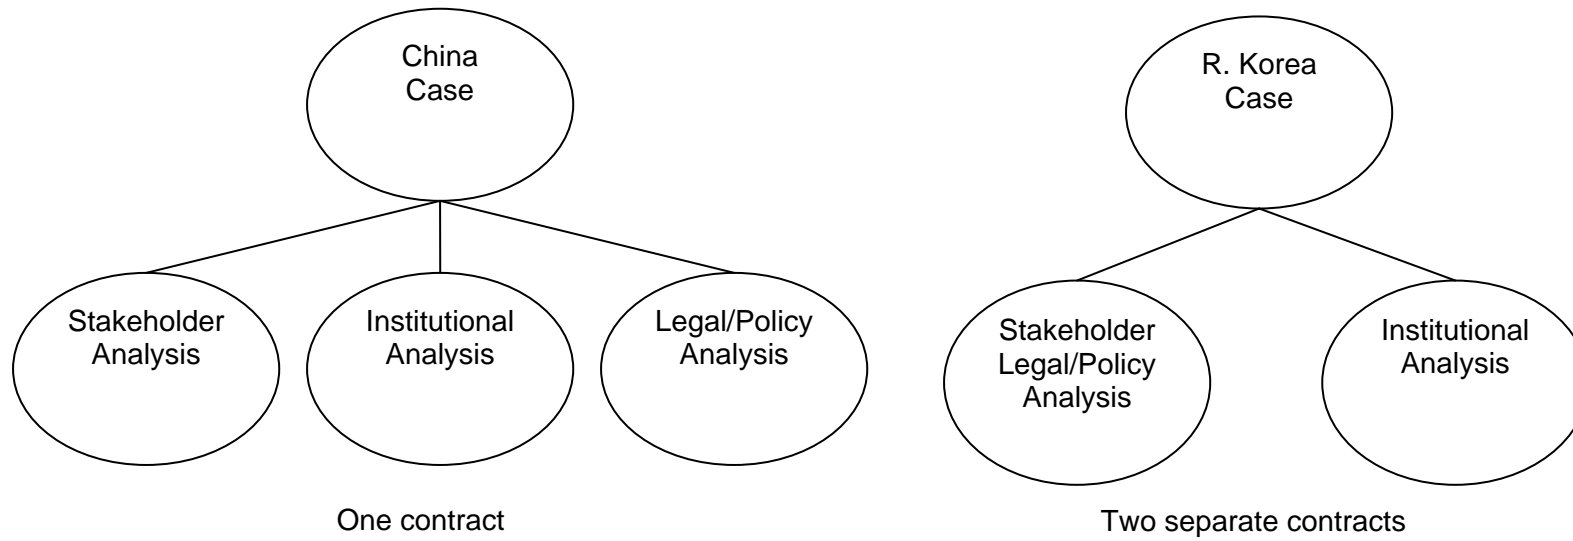 China
Case
Stakeholder
Analysis
Institutional
Analysis
Legal/Policy
Analysis
One contract
R. Korea
Case
Stakeholder
Legal/Policy
Analysis
Institutional
Analysis
Two separate contracts